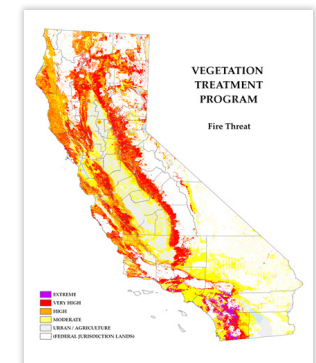 VEGETATION
TREATMENT
PROGRAM
Fire Threat
EXTREME
VERY HIGH
HIGH
MODERATE
URBAN / AGRICULTURE
(FEDERAL JURISDICTION LANDS)